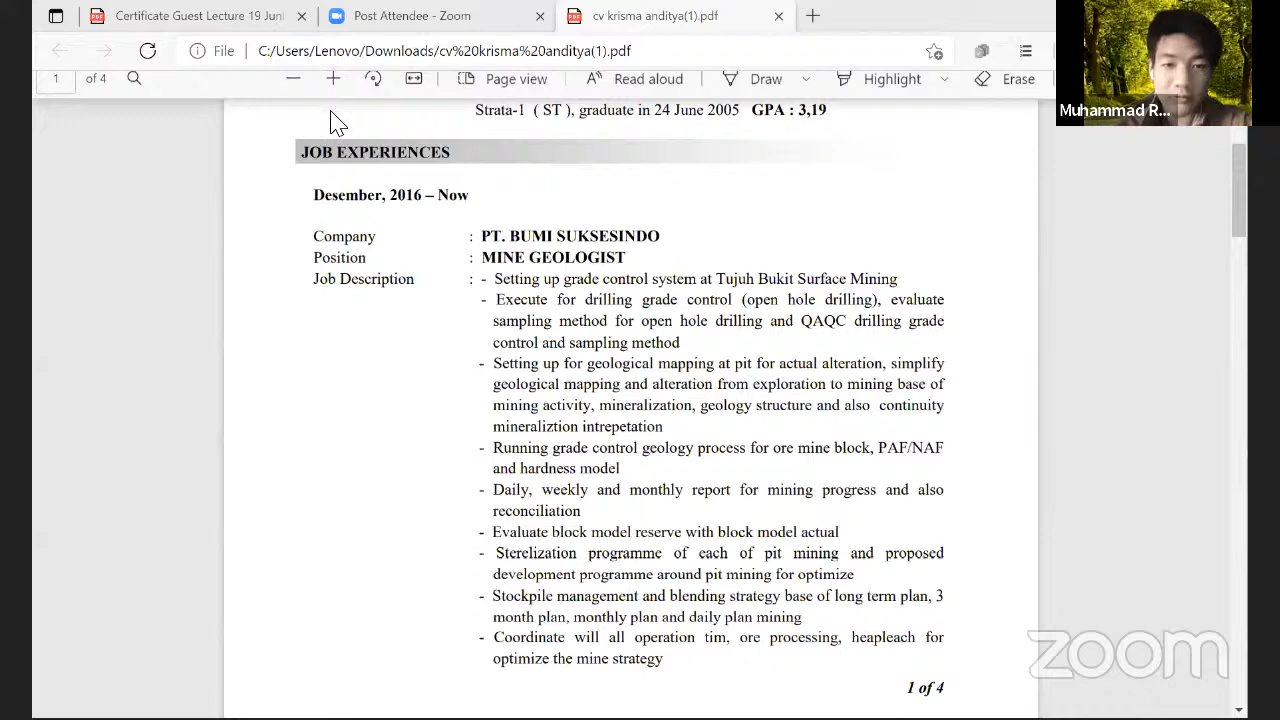 Certificate Guest Lecture 19 Juni
Post Attendee - Zoom
cv krisma anditya(1).pdf
File
C:/Users/Lenovo/Downloads/cv%20krisma%20anditya(1).pdf
1 of 4
Page view
Read aloud
Draw
Highlight
Erase
Muhammad R...
Strata-1 ( ST ), graduate in 24 June 2005 GPA : 3,19
JOB EXPERIENCES
Desember, 2016 – Now
Company : PT. BUMI SUKSESINDO
Position : MINE GEOLOGIST
Job Description : - Setting up grade control system at Tujuh Bukit Surface Mining
- Execute for drilling grade control (open hole drilling), evaluate
sampling method for open hole drilling and QAQC drilling grade
control and sampling method
- Setting up for geological mapping at pit for actual alteration, simplify
geological mapping and alteration from exploration to mining base of
mining activity, mineralization, geology structure and also continuity
mineraliztion intrepetation
- Running grade control geology process for ore mine block, PAF/NAF
and hardness model
- Daily, weekly and monthly report for mining progress and also
reconciliation
- Evaluate block model reserve with block model actual
- Sterelization programme of each of pit mining and proposed
development programme around pit mining for optimize
- Stockpile management and blending strategy base of long term plan, 3
month plan, monthly plan and daily plan mining
- Coordinate will all operation tim, ore processing, heapleach for
optimize the mine strategy
1 of 4
zoom